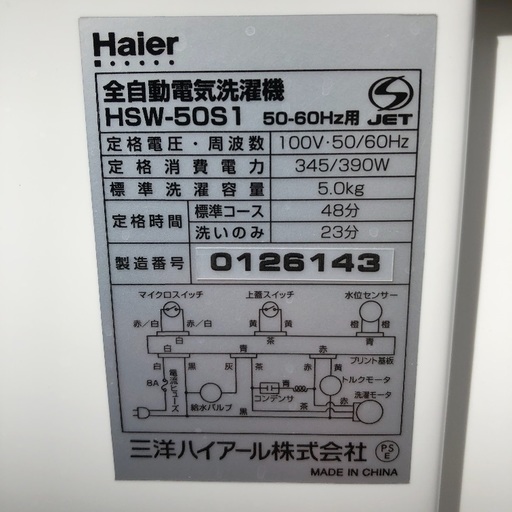 Haier
全自動電気洗濯機
HSW-50S1 50-60Hz用 JET
定格電圧・周波数 100V・50/60Hz
定格消費電力 345/390W
標準洗濯容量 5.0kg
定格時間 標準コース 48分
洗いのみ 23分
製造番号 0126143
マイクロスイッチ 上蓋スイッチ 水位センサー
赤/白 赤/白 黄 黄 橙 橙
白 白 茶 青 赤 プリント基板
白 黒 灰 黒 青 赤 黄
8A 電流ヒューズ 給水バルブ コンデンサ トルクモータ
黒 茶 洗濯モータ
三洋ハイアール株式会社 PSE
MADE IN CHINA